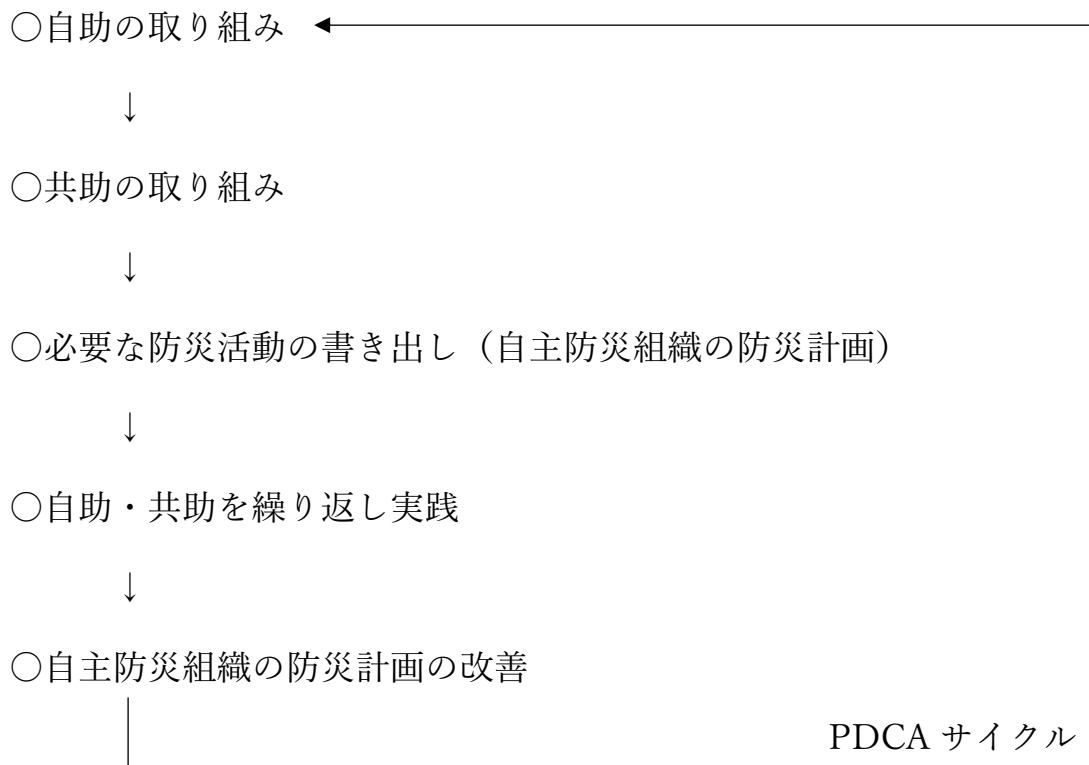 ○自助の取り組み
↓
○共助の取り組み
↓
○必要な防災活動の書き出し（自主防災組織の防災計画）
↓
○自助・共助を繰り返し実践
↓
○自主防災組織の防災計画の改善
PDCA サイクル